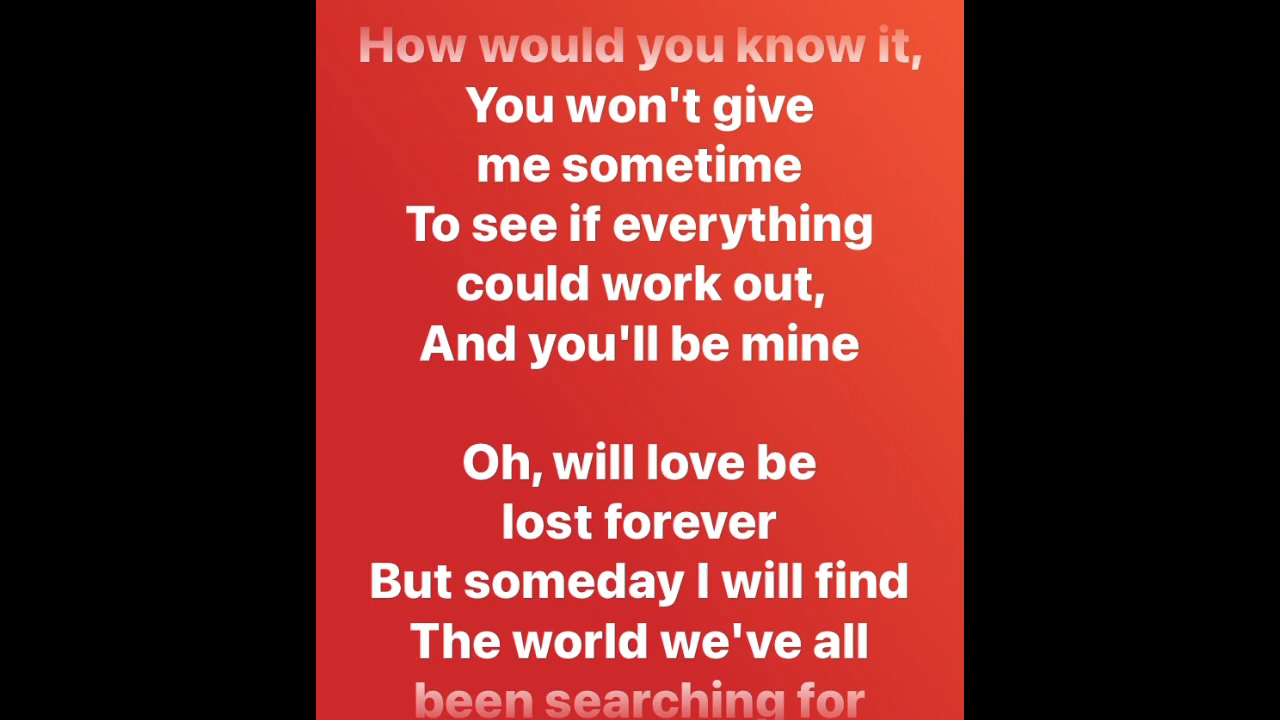 How would you know it,
You won't give
me sometime
To see if everything
could work out,
And you'll be mine
Oh, will love be
lost forever
But someday I will find
The world we've all
been searching for